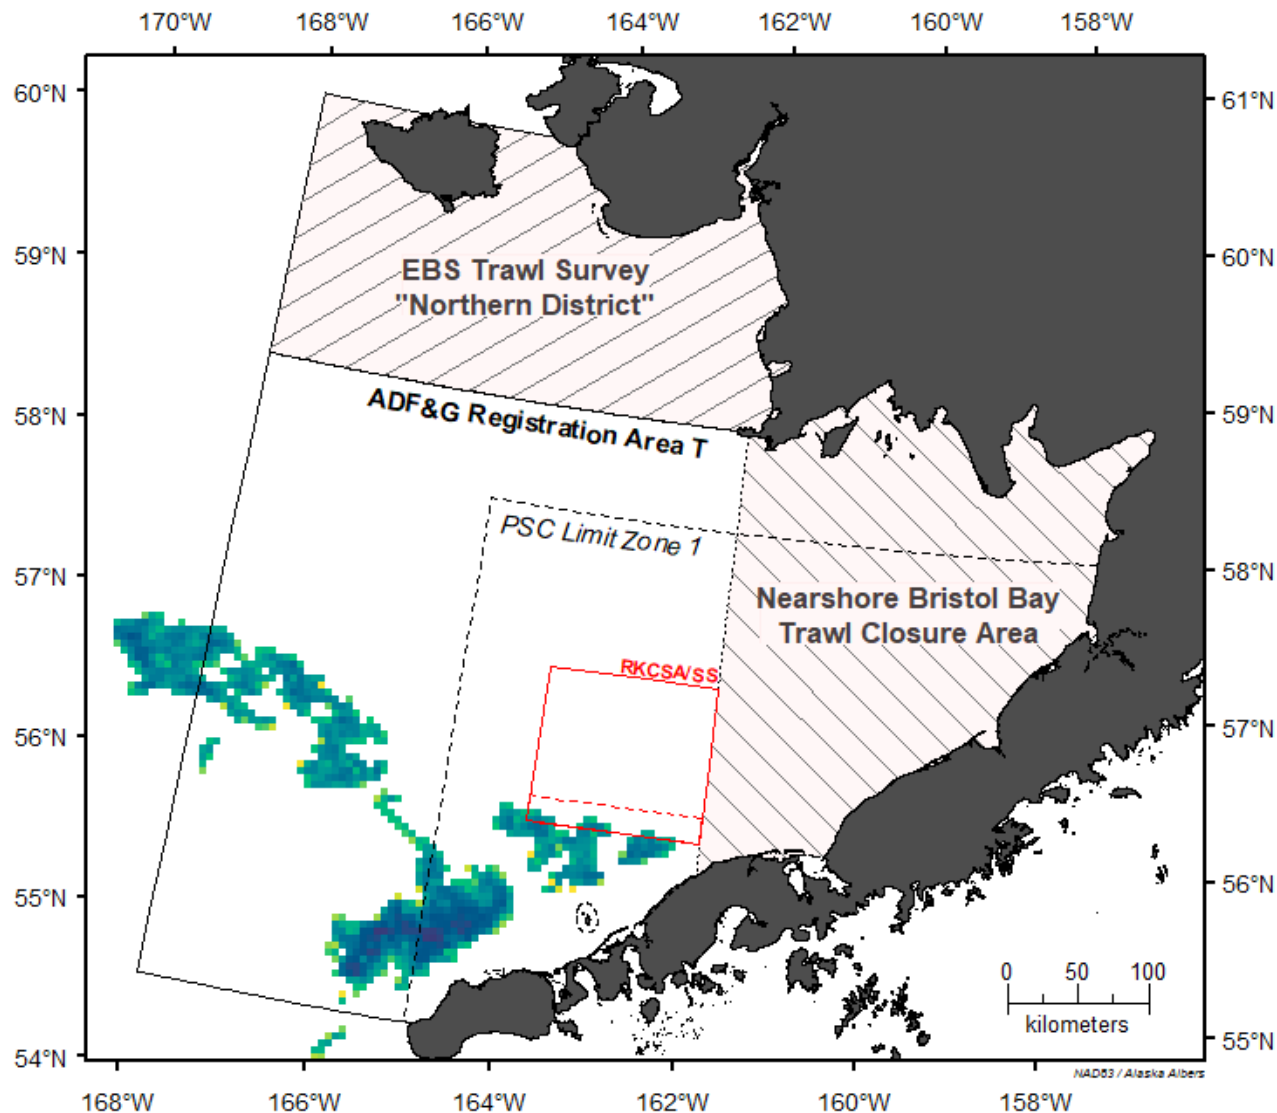 170°W 168°W 166°W 164°W 162°W 160°W 158°W
60°N
61°N
59°N
60°N
EBS Trawl Survey
"Northern District"
ADF&G Registration Area T
58°N
59°N
PSC Limit Zone 1
57°N
58°N
Nearshore Bristol Bay
Trawl Closure Area
RKCSA/SS
56°N
57°N
55°N
56°N
0 50 100
kilometers
54°N
55°N
NAD83 / Alaska Albers
168°W 166°W 164°W 162°W 160°W 158°W